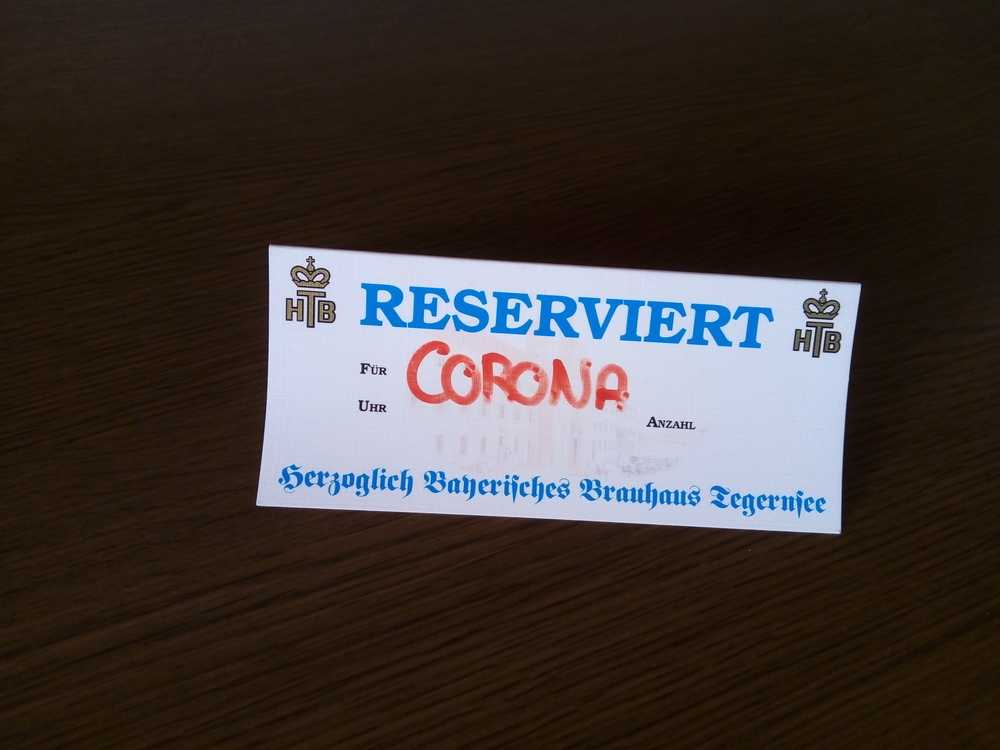 HTB RESERVIERT HTB
FÜR CORONA
UHR
ANZAHL
Herzoglich Bayerisches Brauhaus Tegernsee